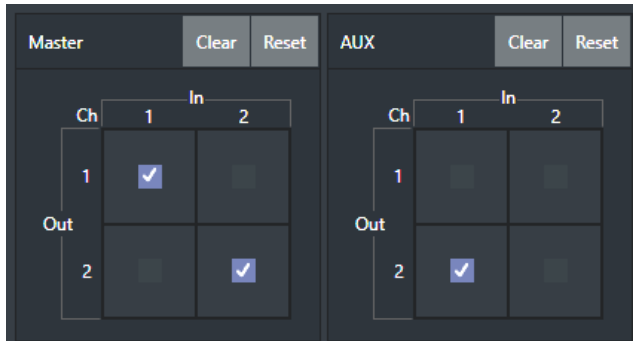 Master Clear Reset
In
Ch 1 2
1
Out
2
AUX Clear Reset
In
Ch 1 2
1
Out
2